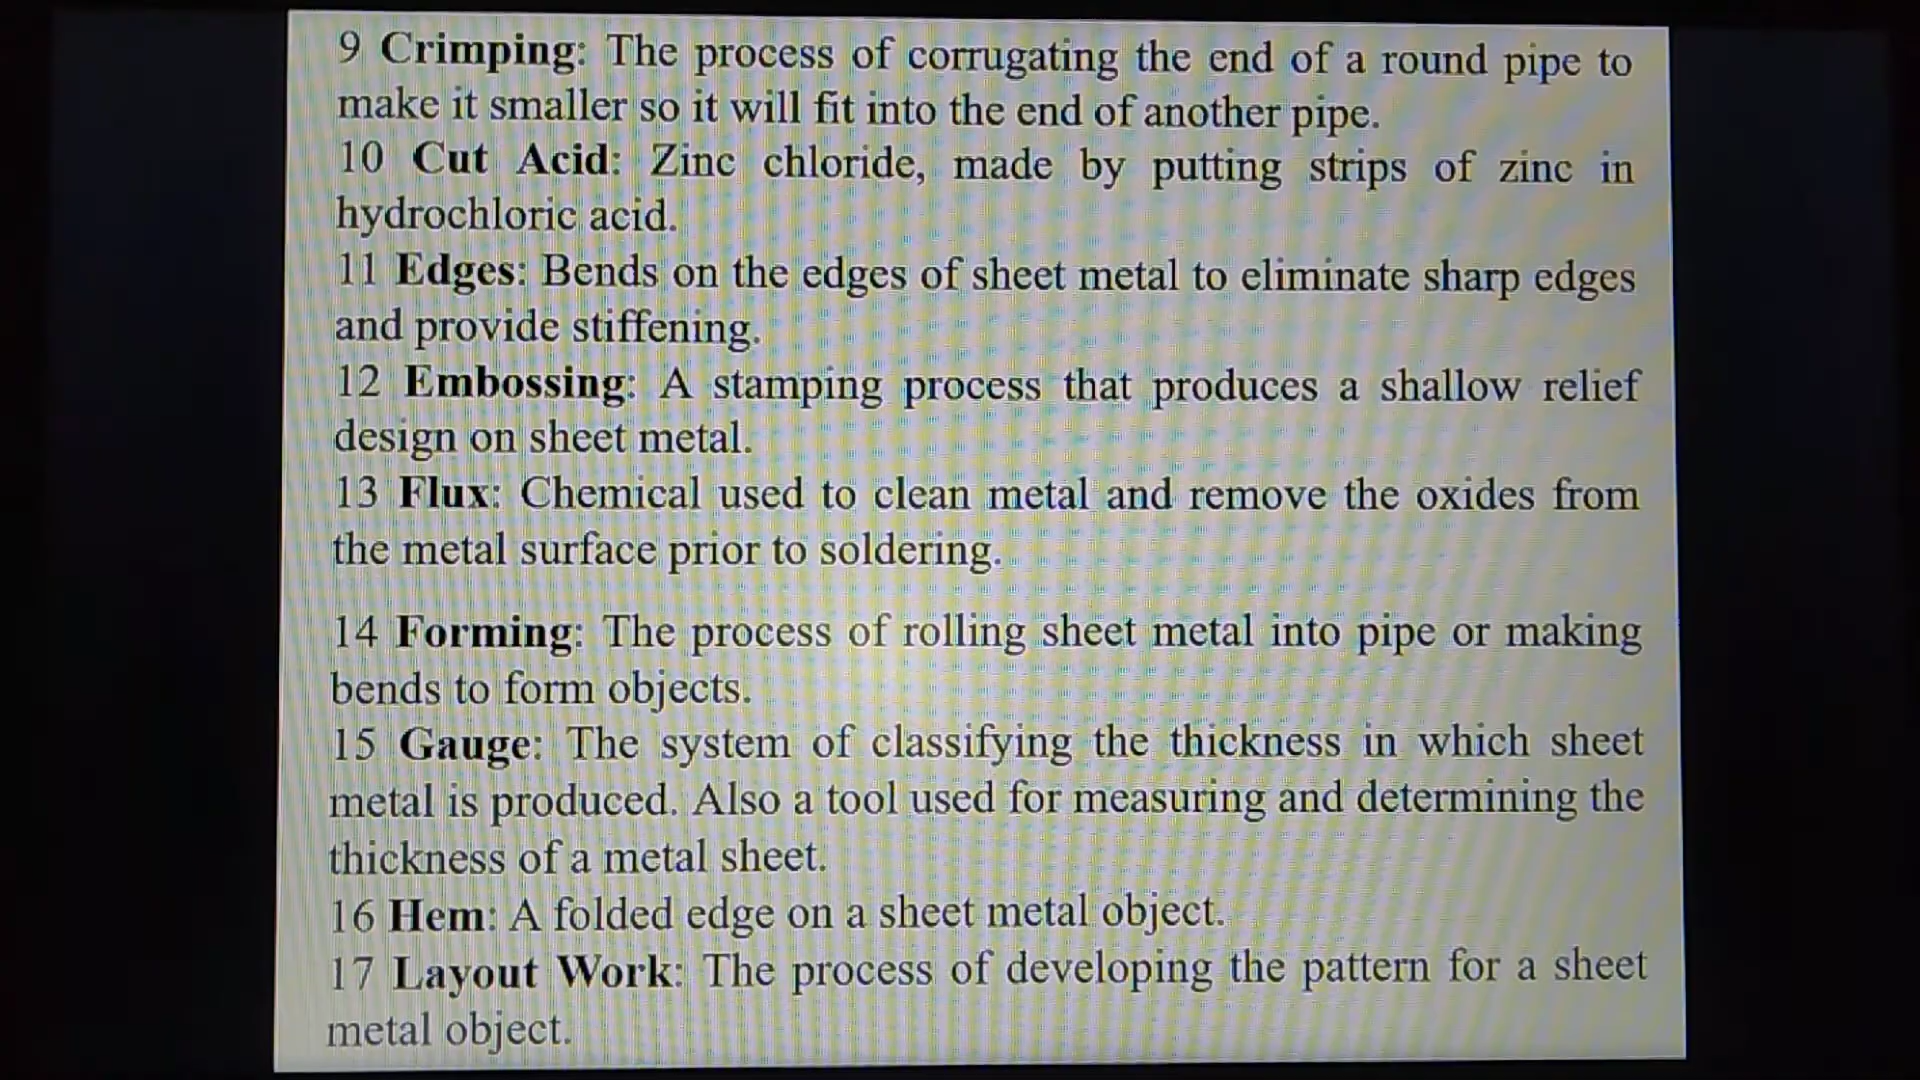 9 Crimping: The process of corrugating the end of a round pipe to
make it smaller so it will fit into the end of another pipe.
10 Cut Acid: Zinc chloride, made by putting strips of zinc in
hydrochloric acid.
11 Edges: Bends on the edges of sheet metal to eliminate sharp edges
and provide stiffening.
12 Embossing: A stamping process that produces a shallow relief
design on sheet metal.
13 Flux: Chemical used to clean metal and remove the oxides from
the metal surface prior to soldering.
14 Forming: The process of rolling sheet metal into pipe or making
bends to form objects.
15 Gauge: The system of classifying the thickness in which sheet
metal is produced. Also a tool used for measuring and determining the
thickness of a metal sheet.
16 Hem: A folded edge on a sheet metal object.
17 Layout Work: The process of developing the pattern for a sheet
metal object.